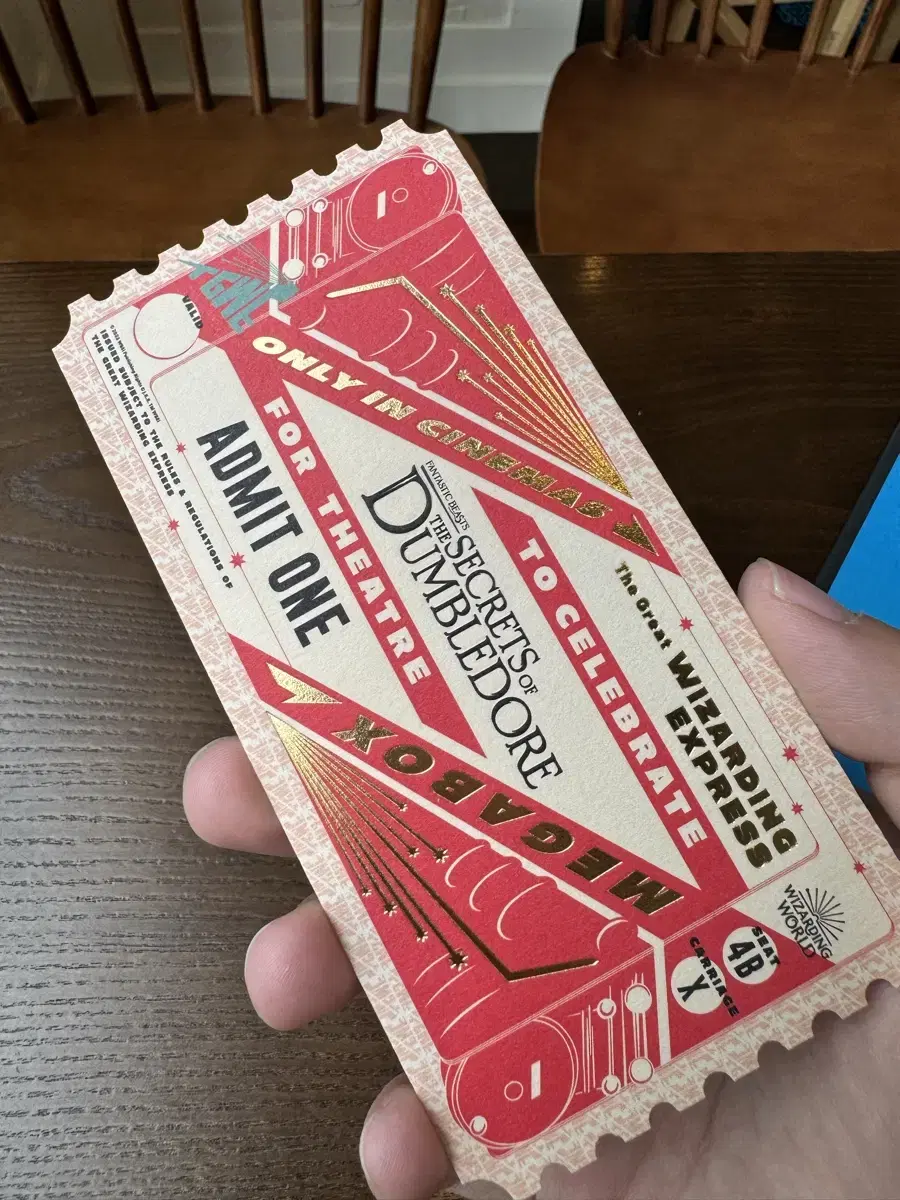 The Great
WIZARDING
EXPRESS
ONLY IN CINEMAS
TO CELEBRATE
FANTASTIC BEASTS
THE SECRETS OF
DUMBLEDORE
FOR THEATRE
MEGABOX
ADMIT ONE
VALID
ISSUED SUBJECT TO THE RULES & REGULATIONS OF
THE GREAT WIZARDING EXPRESS
SEAT
4B
CARRIAGE
X
WIZARDING
WORLD